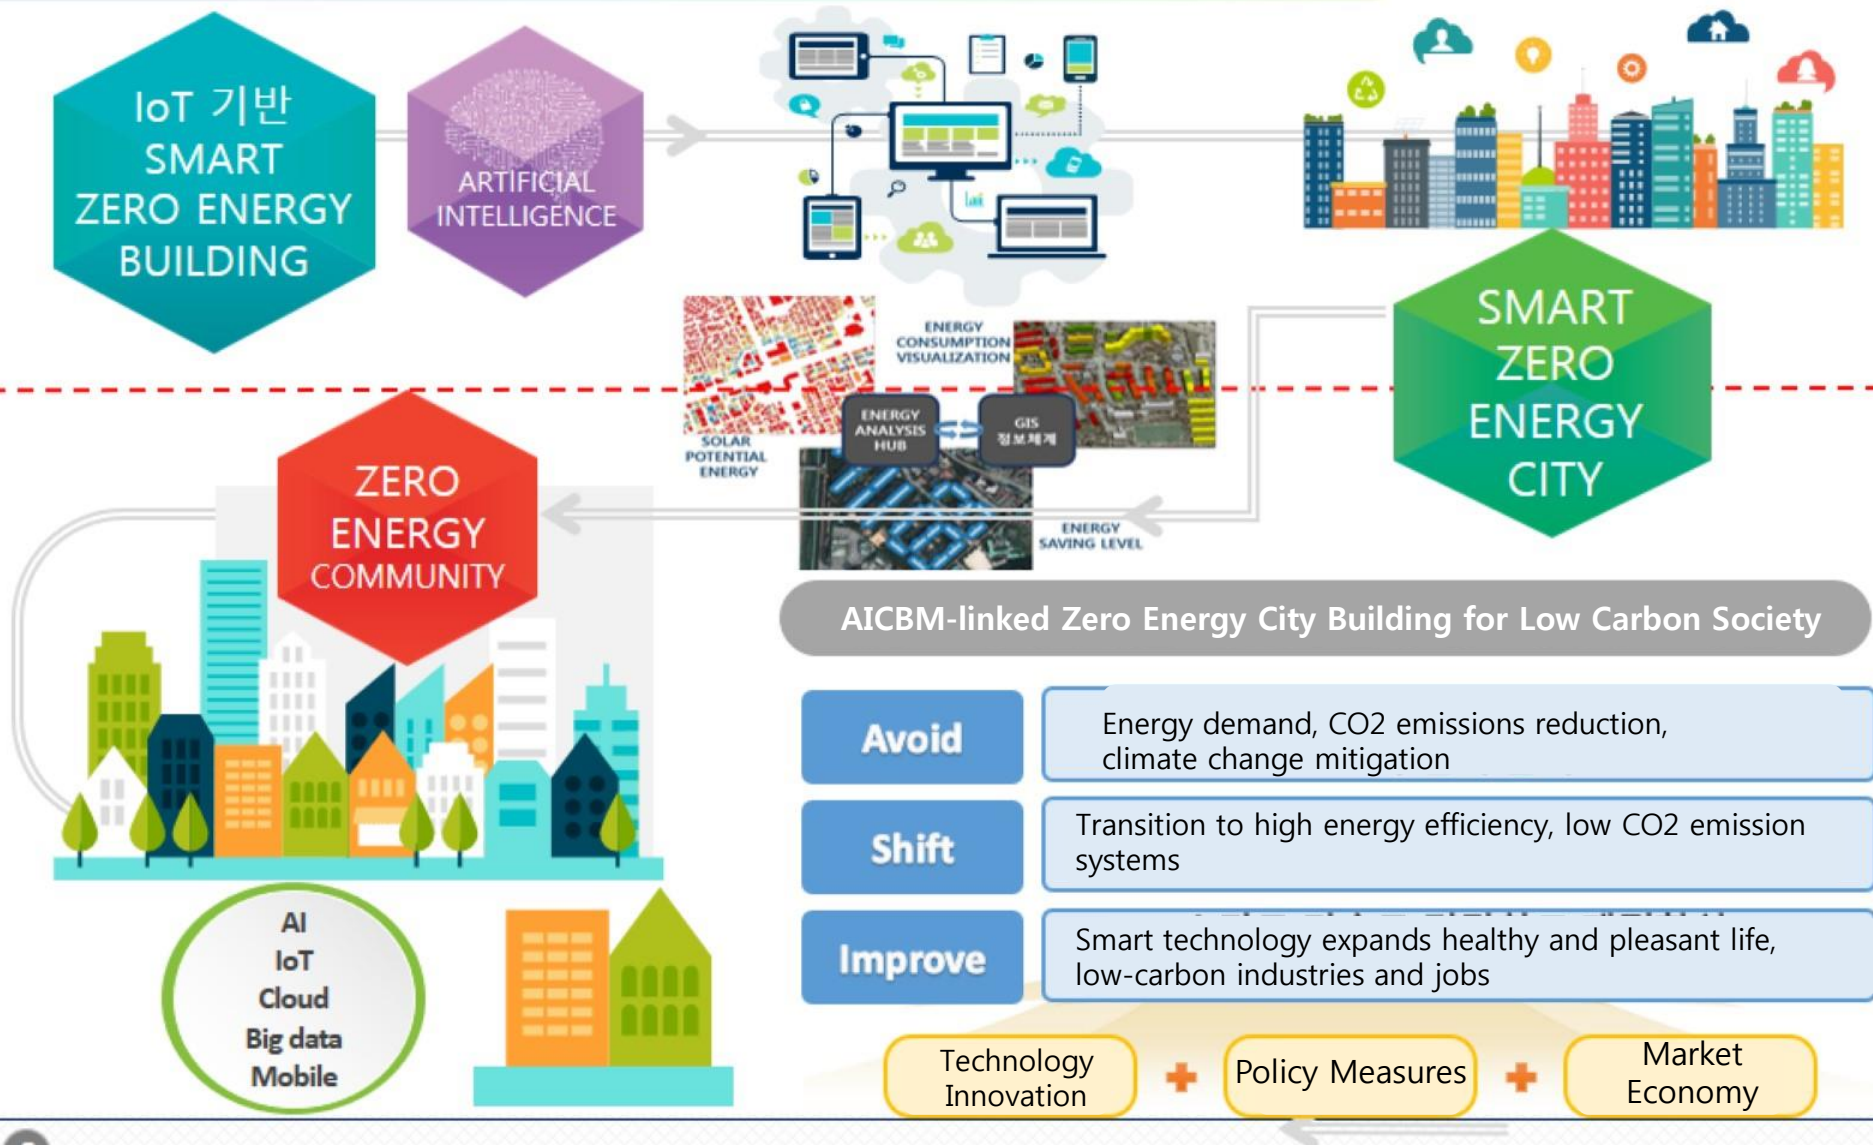 IoT 기반
SMART
ZERO ENERGY
BUILDING
ARTIFICIAL
INTELLIGENCE
SMART
ZERO
ENERGY
CITY
ENERGY
CONSUMPTION
VISUALIZATION
ENERGY
ANALYSIS
HUB
GIS
정보체계
SOLAR
POTENTIAL
ENERGY
ENERGY
SAVING LEVEL
ZERO
ENERGY
COMMUNITY
AI
IoT
Cloud
Big data
Mobile
AICBM-linked Zero Energy City Building for Low Carbon Society
Avoid
Energy demand, CO2 emissions reduction,
climate change mitigation
Shift
Transition to high energy efficiency, low CO2 emission
systems
Improve
Smart technology expands healthy and pleasant life,
low-carbon industries and jobs
Technology
Innovation
+
Policy Measures
+
Market
Economy